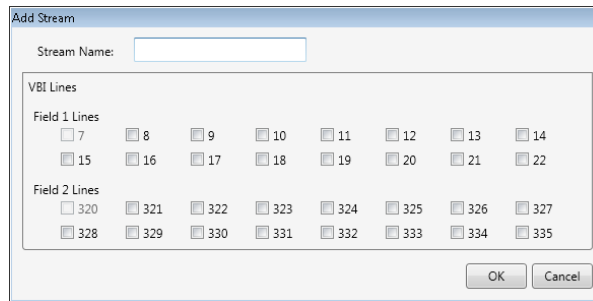 Add Stream
Stream Name:
VBI Lines
Field 1 Lines
7 8 9 10 11 12 13 14
15 16 17 18 19 20 21 22
Field 2 Lines
320 321 322 323 324 325 326 327
328 329 330 331 332 333 334 335
OK Cancel